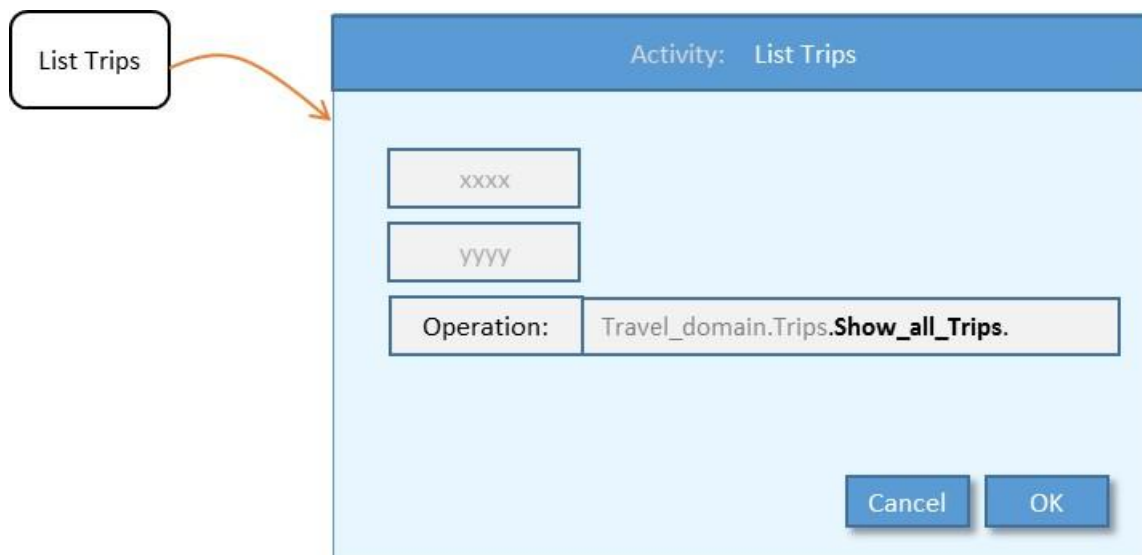 List Trips
Activity: List Trips
xxxx
yyyy
Operation: Travel_domain.Trips.Show_all_Trips.
Cancel OK